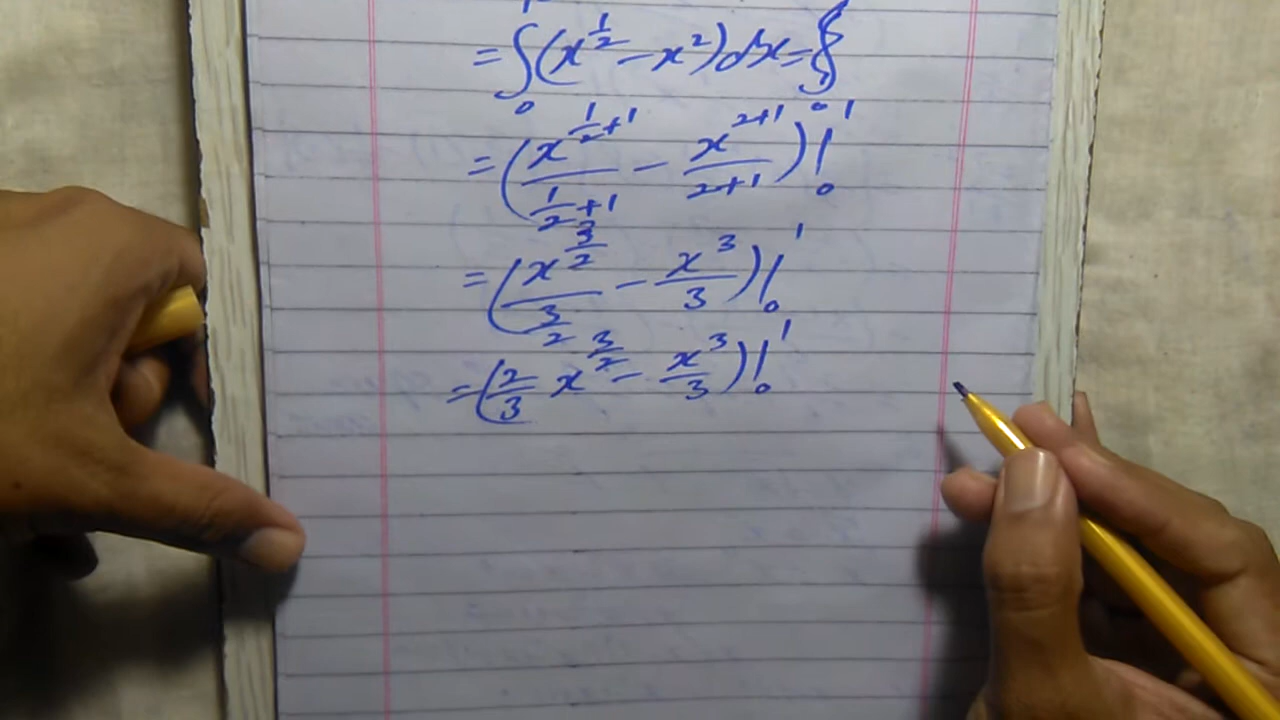 = ∫₀¹ (x^{1/2} − x²)dx =
= (x^{1/2+1}/(1/2+1) − x^{2+1}/(2+1))|₀¹
= (x^{3/2}/(3/2) − x³/3)|₀¹
= (2/3 x^{3/2} − x³/3)|₀¹